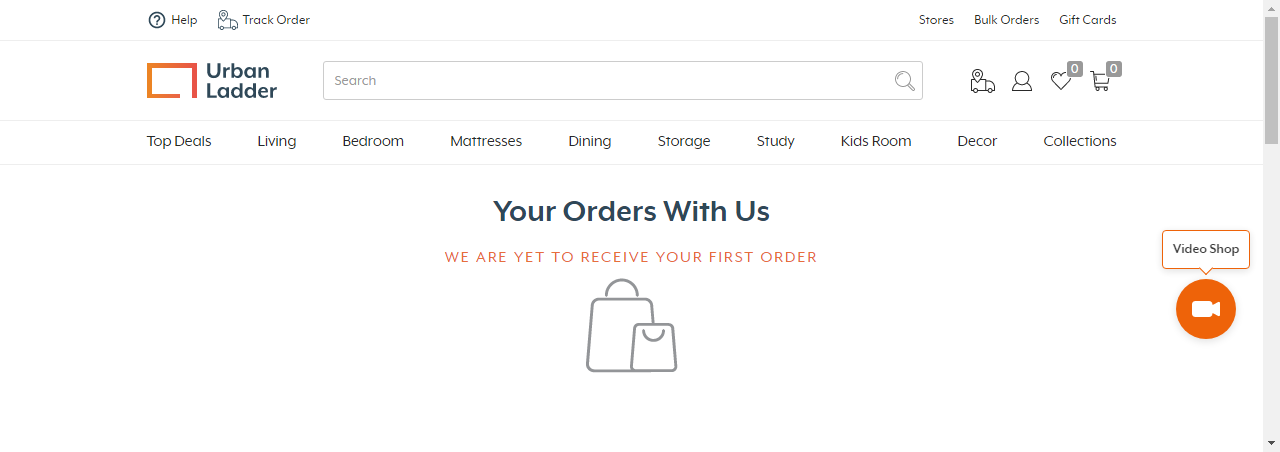 Help Track Order Stores Bulk Orders Gift Cards
Urban
Ladder
Search
0 0
Top Deals Living Bedroom Mattresses Dining Storage Study Kids Room Decor Collections
Your Orders With Us
WE ARE YET TO RECEIVE YOUR FIRST ORDER
Video Shop